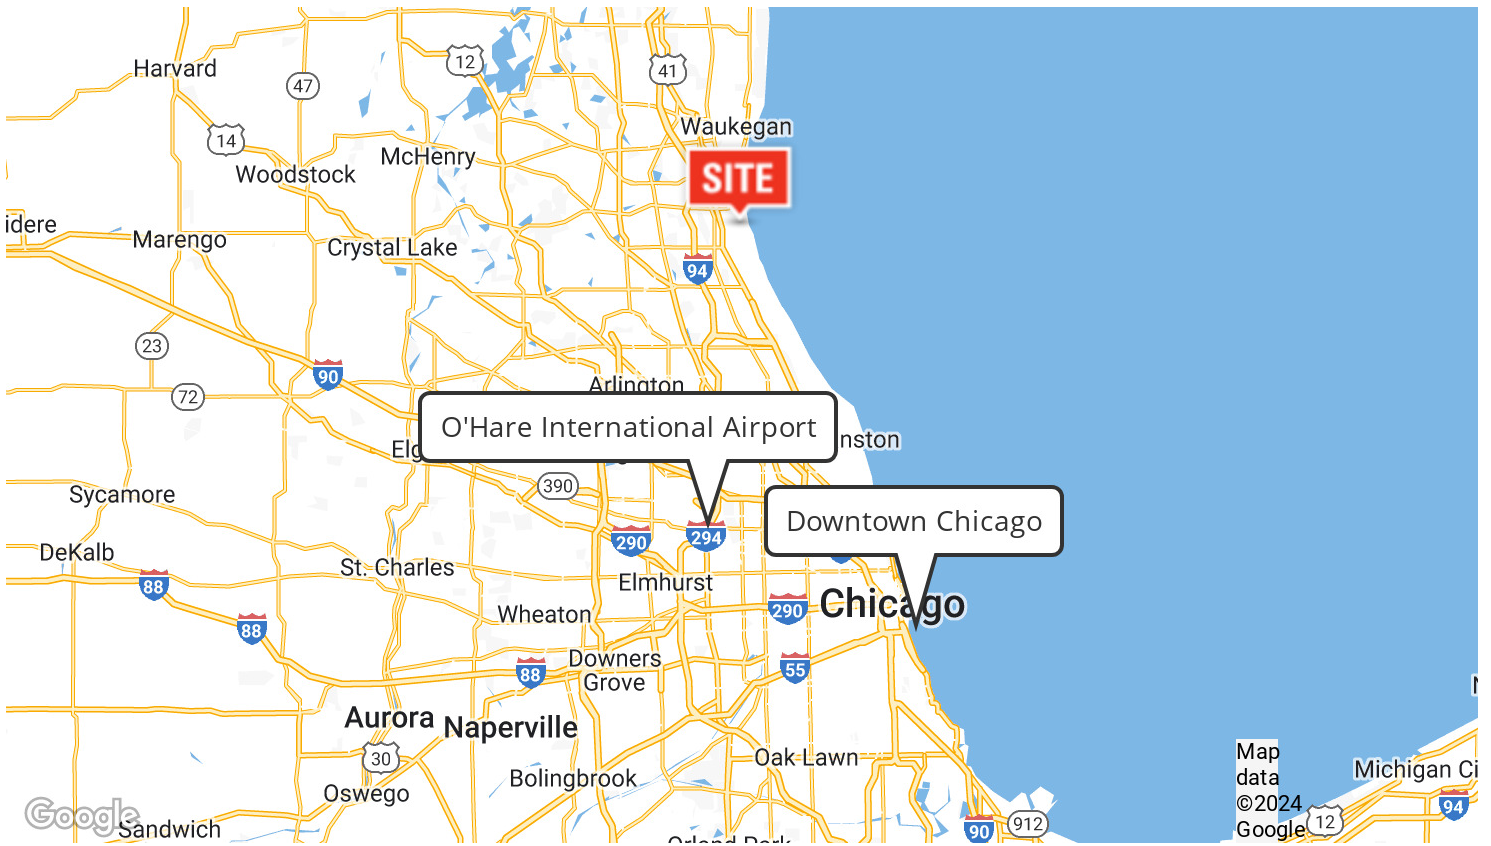 Harvard
12
41
47
Waukegan
14
McHenry
Woodstock
SITE
idere
Marengo
Crystal Lake
94
23
90
72
Arlington
O'Hare International Airport
nston
Elg
390
Sycamore
Downtown Chicago
290
294
DeKalb
St. Charles
Elmhurst
88
Chicago
290
Wheaton
88
Downers
Grove
88
55
Aurora
Naperville
30
Oak Lawn
Bolingbrook
Oswego
Map
data
©2024
Google
Michigan Ci
94
12
912
90
Google
Sandwich
Orland Park